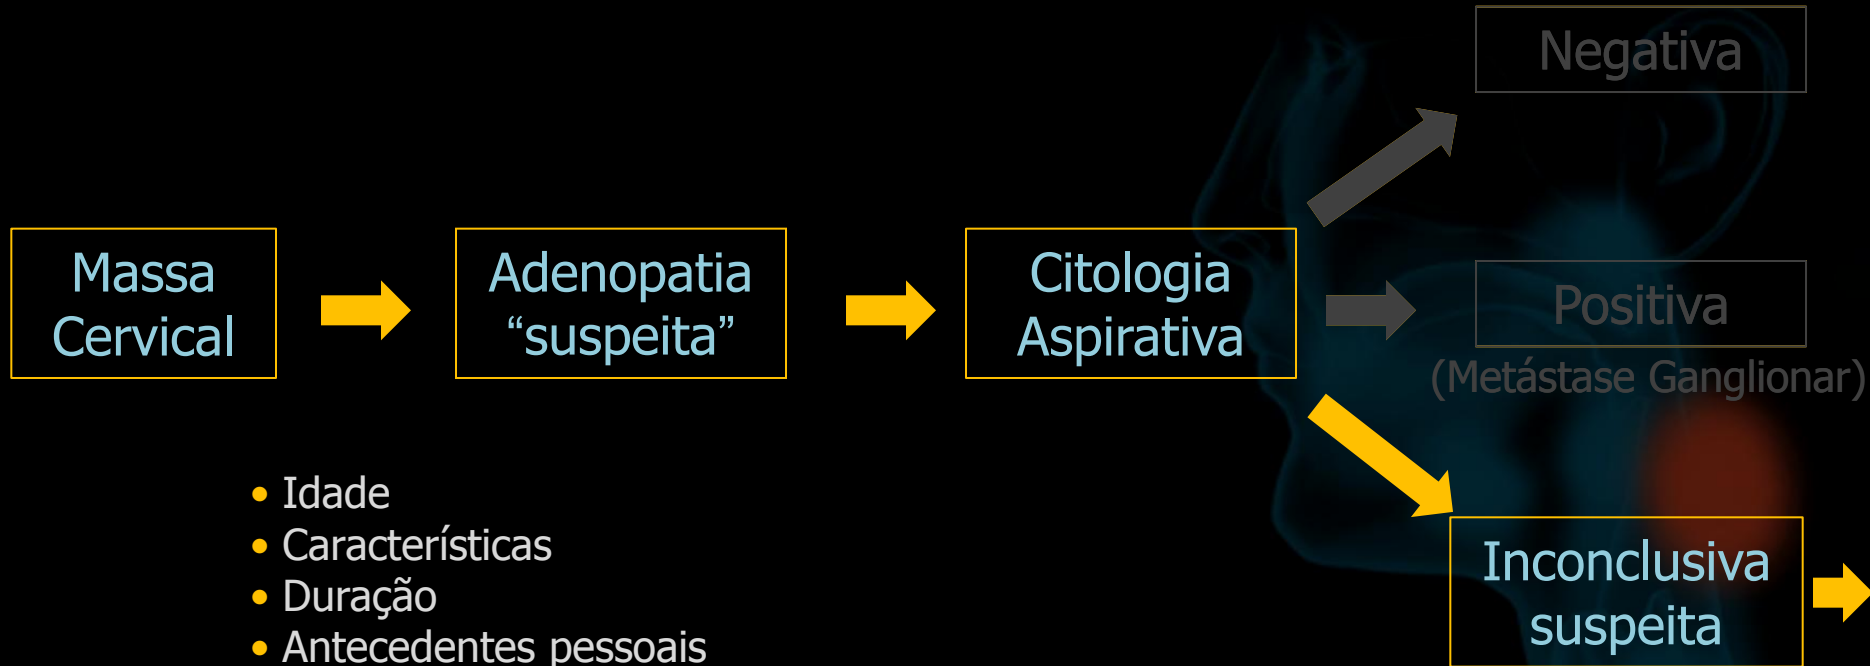 Negativa
Massa
Cervical
Adenopatia
“suspeita”
Citologia
Aspirativa
Positiva
(Metástase Ganglionar)
• Idade
• Características
• Duração
• Antecedentes pessoais
Inconclusiva
suspeita